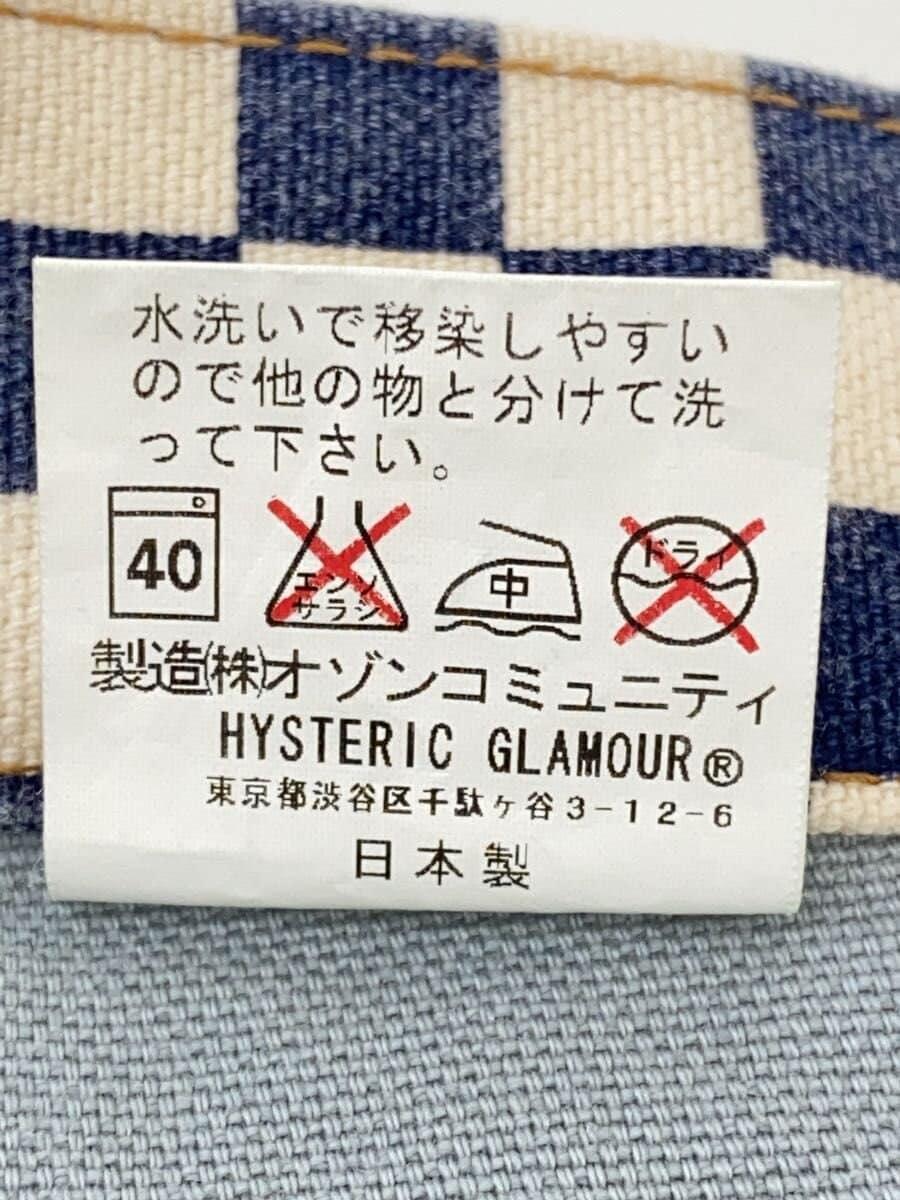 水洗いで移染しやすい
ので他の物と分けて洗
って下さい。
40 エンソサラシ 中 ドライ
製造㈱オゾンコミュニティ
HYSTERIC GLAMOUR®
東京都渋谷区千駄ヶ谷3-12-6
日本製